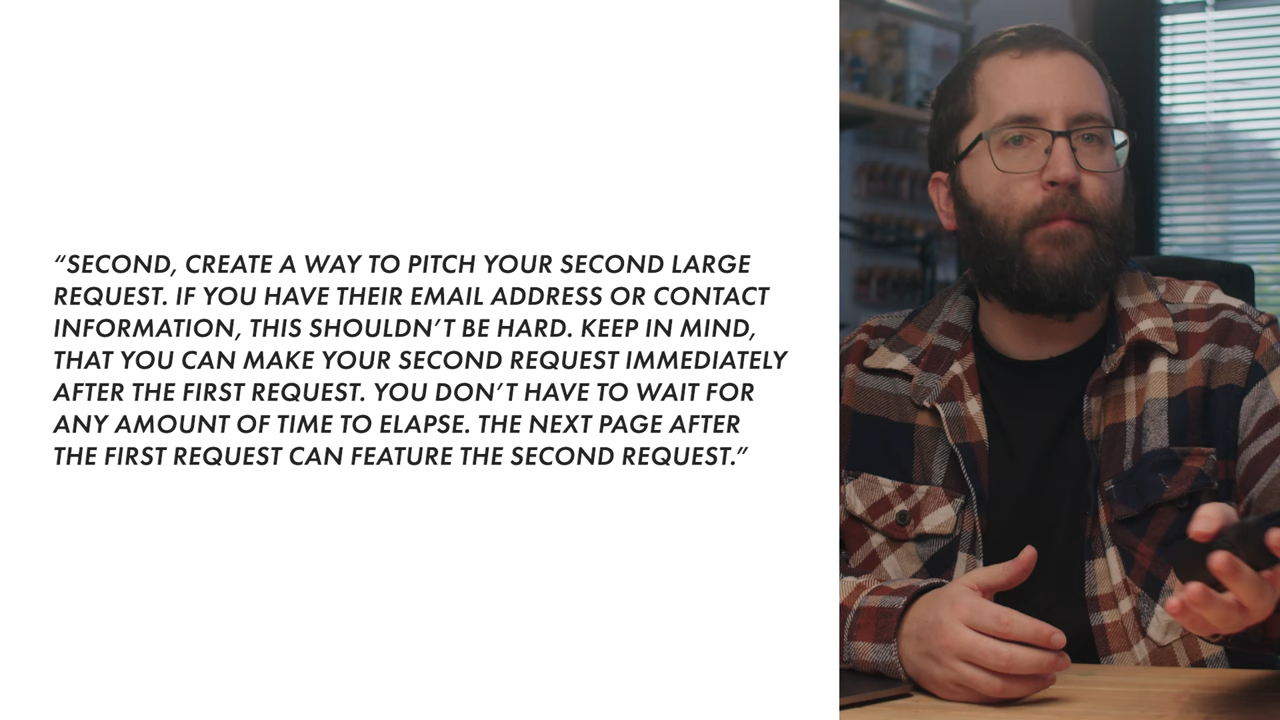 “SECOND, CREATE A WAY TO PITCH YOUR SECOND LARGE
REQUEST. IF YOU HAVE THEIR EMAIL ADDRESS OR CONTACT
INFORMATION, THIS SHOULDN’T BE HARD. KEEP IN MIND,
THAT YOU CAN MAKE YOUR SECOND REQUEST IMMEDIATELY
AFTER THE FIRST REQUEST. YOU DON’T HAVE TO WAIT FOR
ANY AMOUNT OF TIME TO ELAPSE. THE NEXT PAGE AFTER
THE FIRST REQUEST CAN FEATURE THE SECOND REQUEST.”